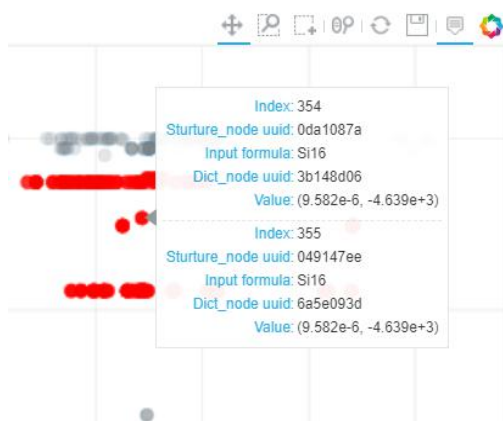 Index: 354
Sturture_node uuid: 0da1087a
Input formula: Si16
Dict_node uuid: 3b148d06
Value: (9.582e-6, -4.639e+3)
Index: 355
Sturture_node uuid: 049147ee
Input formula: Si16
Dict_node uuid: 6a5e093d
Value: (9.582e-6, -4.639e+3)